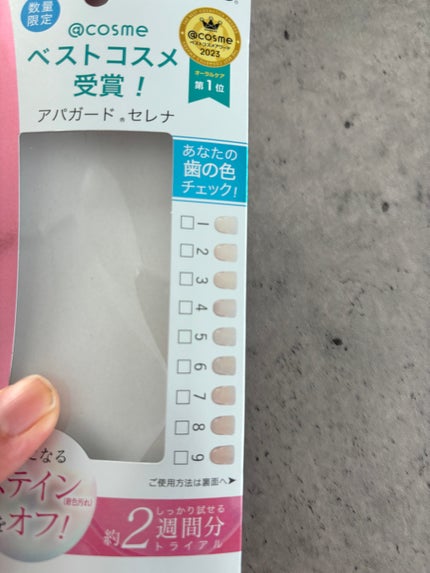 数量
限定
@cosme
ベストコスメ
受賞！
@cosme
ベストコスメアワード
2023
オーラルケア
第1位
アパガード®セレナ
あなたの
歯の色
チェック！
1
2
3
4
5
6
7
8
9
ご使用方法は裏面へ➤
になる
ステイン
(着色汚れ)
をオフ！
しっかり試せる
約2週間分
トライアル